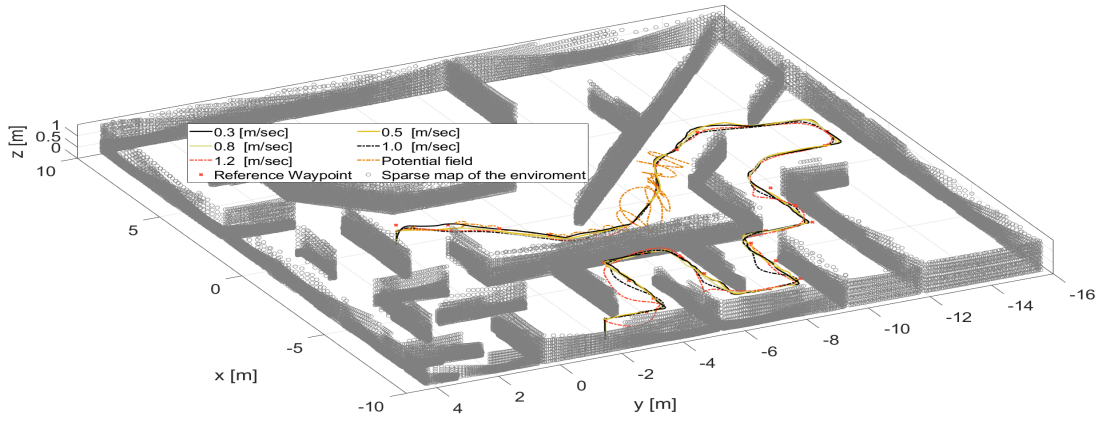 z [m]
1
0.5
0
10
5
0
-5
-10
x [m]
4
2
0
-2
-4
-6
-8
-10
-12
-14
-16
y [m]
0.3 [m/sec] 0.5 [m/sec]
0.8 [m/sec] 1.0 [m/sec]
1.2 [m/sec] Potential field
Reference Waypoint Sparse map of the enviroment